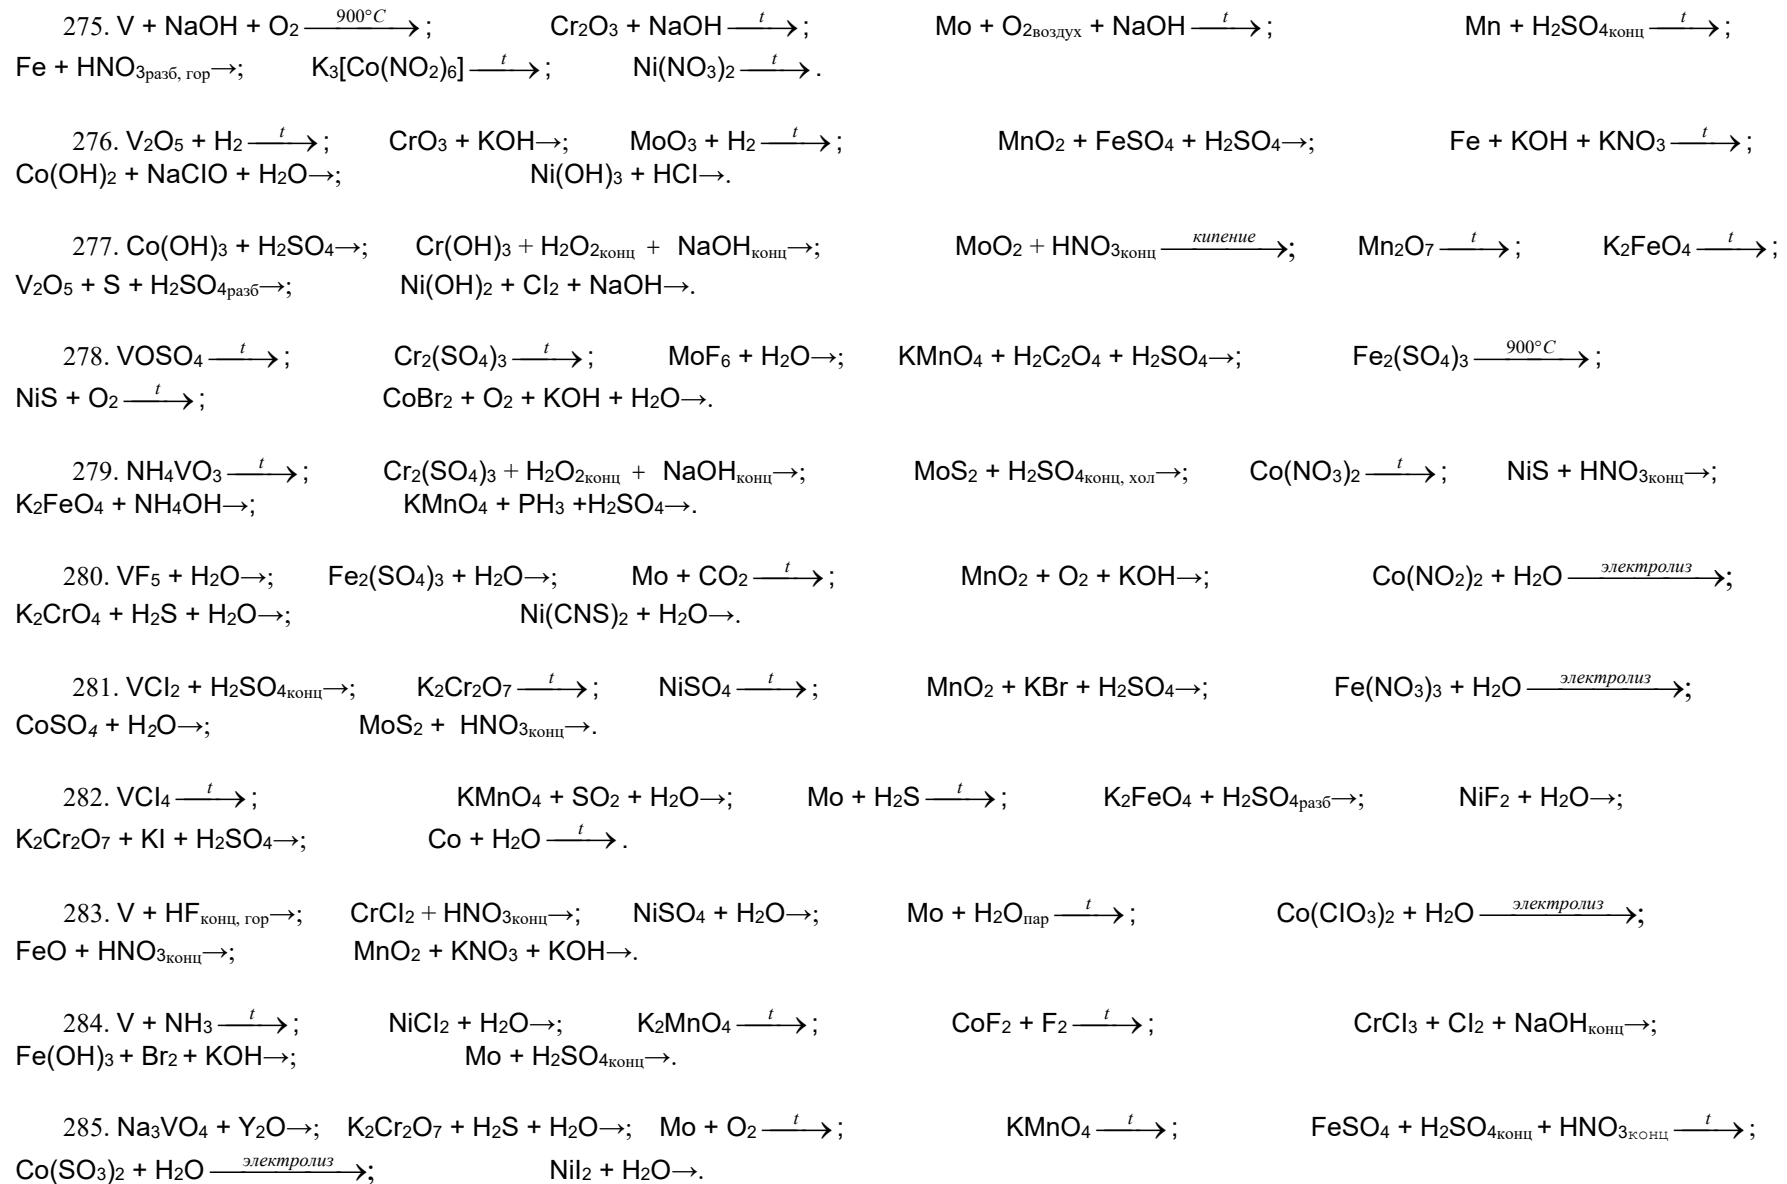 275. V + NaOH + O2 —900°C→; Cr2O3 + NaOH —t→; Mo + O2воздух + NaOH —t→; Mn + H2SO4конц —t→;
Fe + HNO3разб, гор→; K3[Co(NO2)6] —t→; Ni(NO3)2 —t→.
276. V2O5 + H2 —t→; CrO3 + KOH→; MoO3 + H2 —t→; MnO2 + FeSO4 + H2SO4→; Fe + KOH + KNO3 —t→;
Co(OH)2 + NaClO + H2O→; Ni(OH)3 + HCl→.
277. Co(OH)3 + H2SO4→; Cr(OH)3 + H2O2конц + NaOHконц→; MoO2 + HNO3конц —кипение→; Mn2O7 —t→; K2FeO4 —t→;
V2O5 + S + H2SO4разб→; Ni(OH)2 + Cl2 + NaOH→.
278. VOSO4 —t→; Cr2(SO4)3 —t→; MoF6 + H2O→; KMnO4 + H2C2O4 + H2SO4→; Fe2(SO4)3 —900°C→;
NiS + O2 —t→; CoBr2 + O2 + KOH + H2O→.
279. NH4VO3 —t→; Cr2(SO4)3 + H2O2конц + NaOHконц→; MoS2 + H2SO4конц, хол→; Co(NO3)2 —t→; NiS + HNO3конц→;
K2FeO4 + NH4OH→; KMnO4 + PH3 +H2SO4→.
280. VF5 + H2O→; Fe2(SO4)3 + H2O→; Mo + CO2 —t→; MnO2 + O2 + KOH→; Co(NO2)2 + H2O —электролиз→;
K2CrO4 + H2S + H2O→; Ni(CNS)2 + H2O→.
281. VCl2 + H2SO4конц→; K2Cr2O7 —t→; NiSO4 —t→; MnO2 + KBr + H2SO4→; Fe(NO3)3 + H2O —электролиз→;
CoSO4 + H2O→; MoS2 + HNO3конц→.
282. VCl4 —t→; KMnO4 + SO2 + H2O→; Mo + H2S —t→; K2FeO4 + H2SO4разб→; NiF2 + H2O→;
K2Cr2O7 + KI + H2SO4→; Co + H2O —t→.
283. V + HFконц, гор→; CrCl2 + HNO3конц→; NiSO4 + H2O→; Mo + H2Oпар —t→; Co(ClO3)2 + H2O —электролиз→;
FeO + HNO3конц→; MnO2 + KNO3 + KOH→.
284. V + NH3 —t→; NiCl2 + H2O→; K2MnO4 —t→; CoF2 + F2 —t→; CrCl3 + Cl2 + NaOHконц→;
Fe(OH)3 + Br2 + KOH→; Mo + H2SO4конц→.
285. Na3VO4 + Y2O→; K2Cr2O7 + H2S + H2O→; Mo + O2 —t→; KMnO4 —t→; FeSO4 + H2SO4конц + HNO3конц —t→;
Co(SO3)2 + H2O —электролиз→; NiI2 + H2O→.